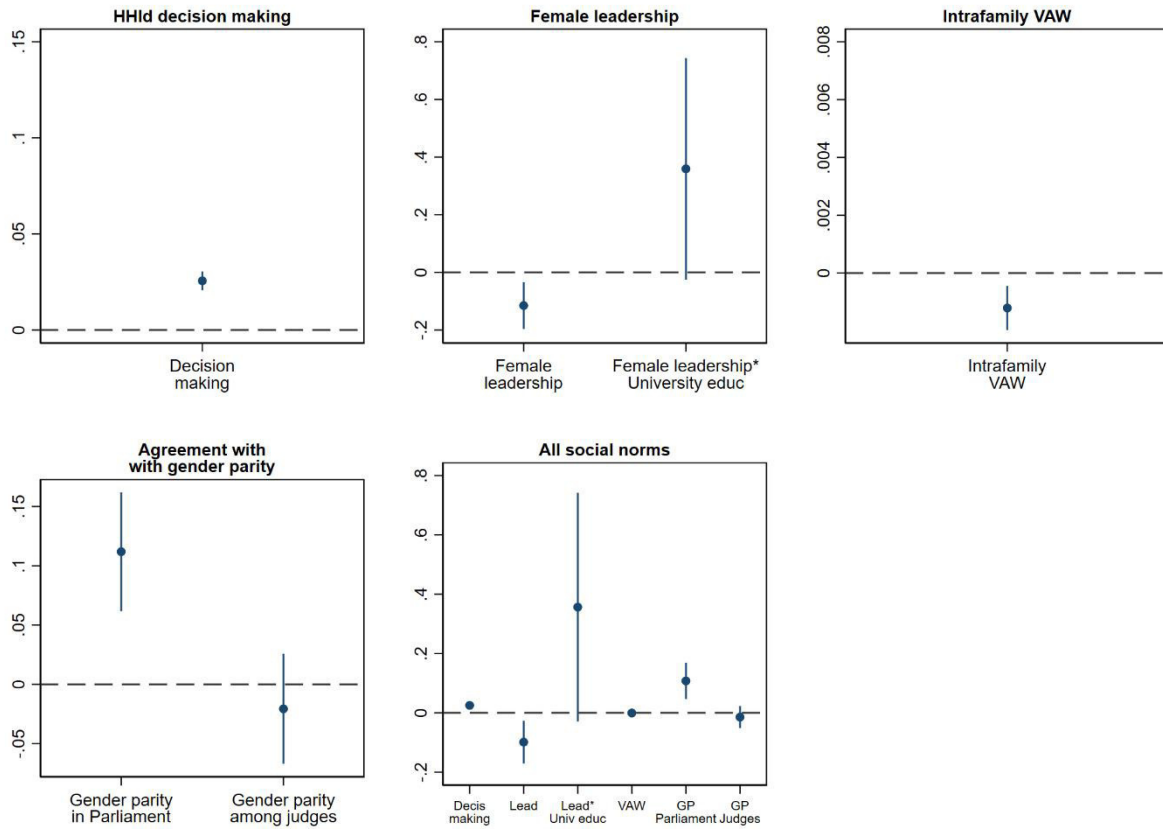 HHld decision making
.15
.1
.05
0
Decision
making
Female leadership
.8
.6
.4
.2
0
-.2
Female
leadership
Female leadership*
University educ
Intrafamily VAW
.008
.006
.004
.002
0
Intrafamily
VAW
Agreement with
with gender parity
.15
.1
.05
0
-.05
Gender parity
in Parliament
Gender parity
among judges
All social norms
.8
.6
.4
.2
0
-.2
Decis
making
Lead
Lead*
Univ educ
VAW
GP
Parliament
GP
Judges